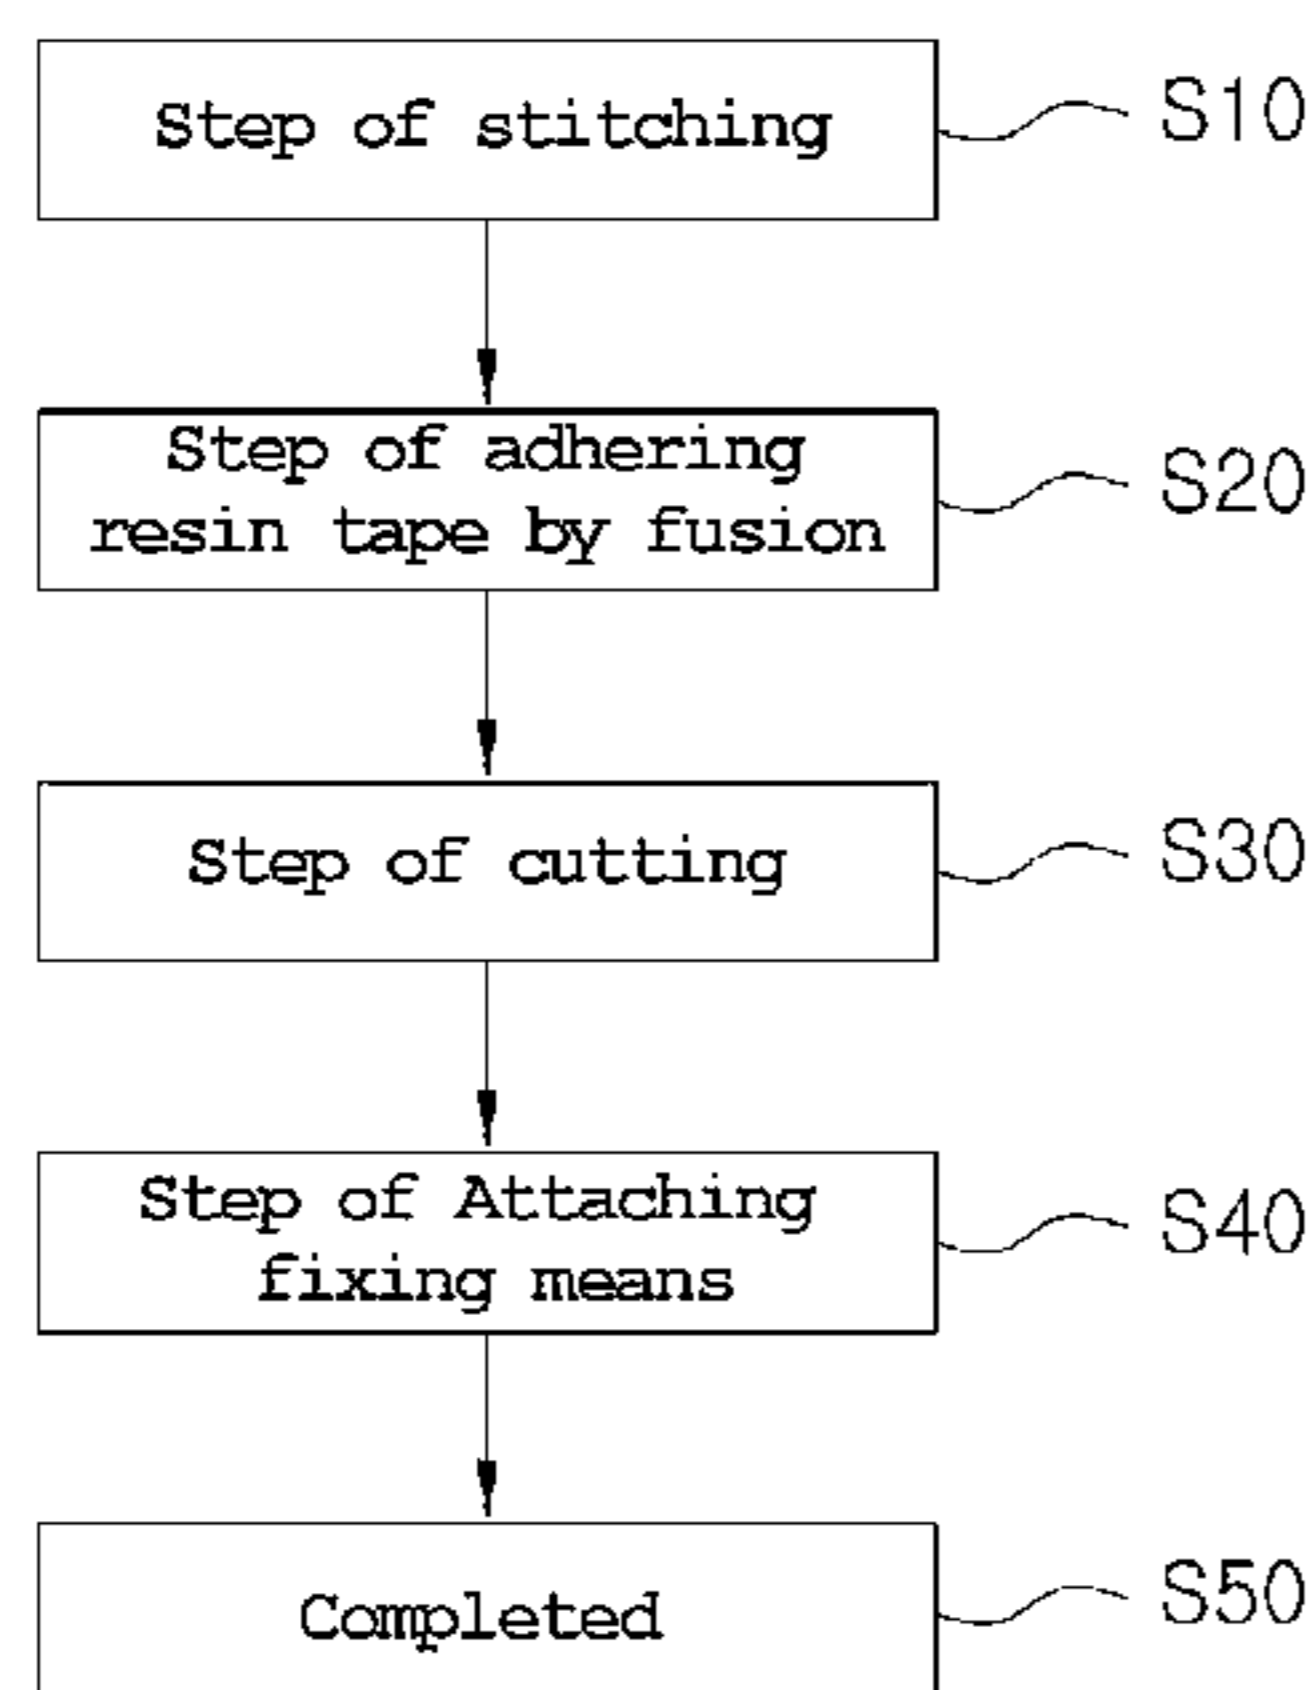 Step of stitching
S10
Step of adhering
resin tape by fusion
S20
Step of cutting
S30
Step of Attaching
fixing means
S40
Completed
S50